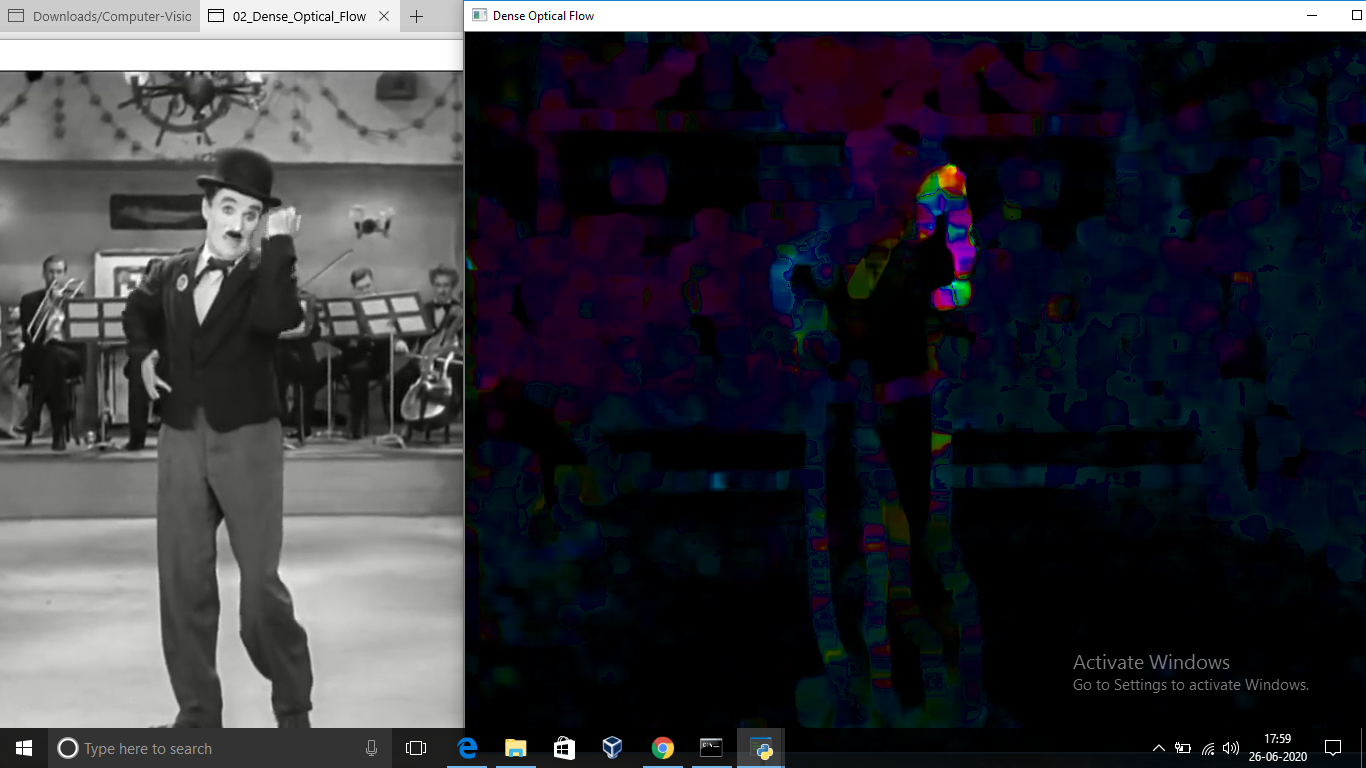 Downloads/Computer-Visio
02_Dense_Optical_Flow
Dense Optical Flow
Activate Windows
Go to Settings to activate Windows.
Type here to search
17:59
26-06-2020